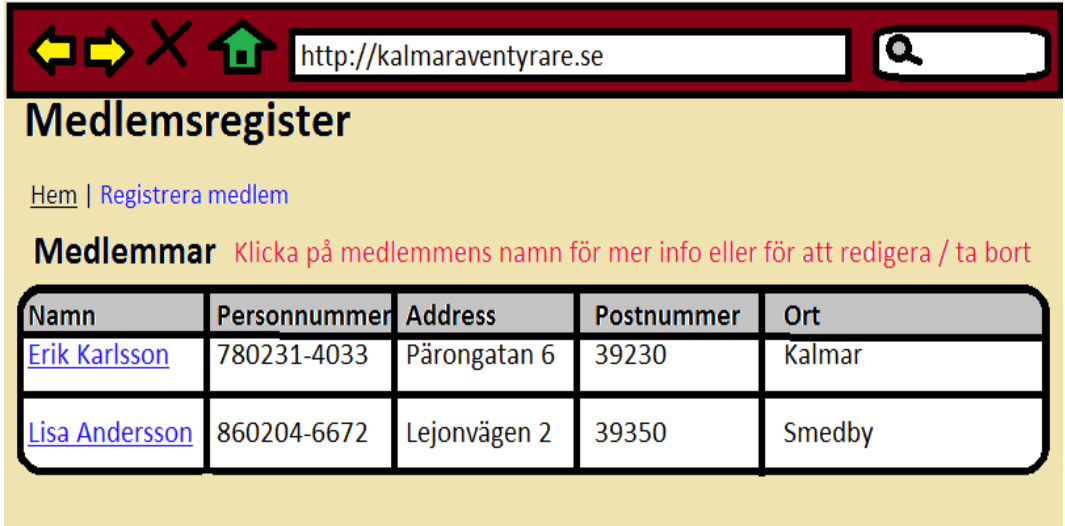 http://kalmaraventyrare.se
Medlemsregister
Hem | Registrera medlem
Medlemmar Klicka på medlemmens namn för mer info eller för att redigera / ta bort
Namn Personnummer Address Postnummer Ort
Erik Karlsson 780231-4033 Pärongatan 6 39230 Kalmar
Lisa Andersson 860204-6672 Lejonvägen 2 39350 Smedby